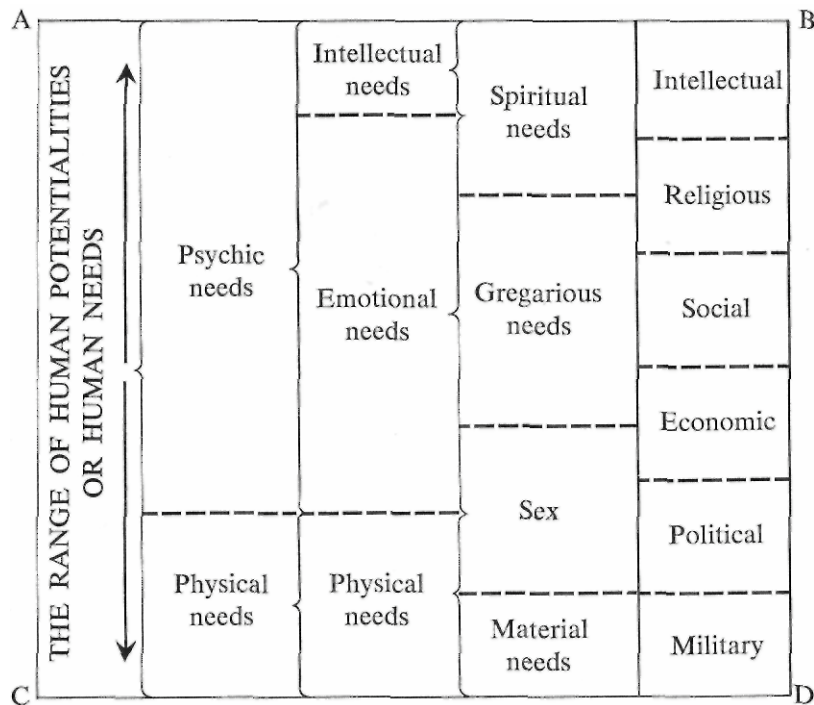 A
B
THE RANGE OF HUMAN POTENTIALITIES
OR HUMAN NEEDS
Psychic
needs
Physical
needs
Intellectual
needs
Emotional
needs
Physical
needs
Spiritual
needs
Gregarious
needs
Sex
Material
needs
Intellectual
Religious
Social
Economic
Political
Military
C
D